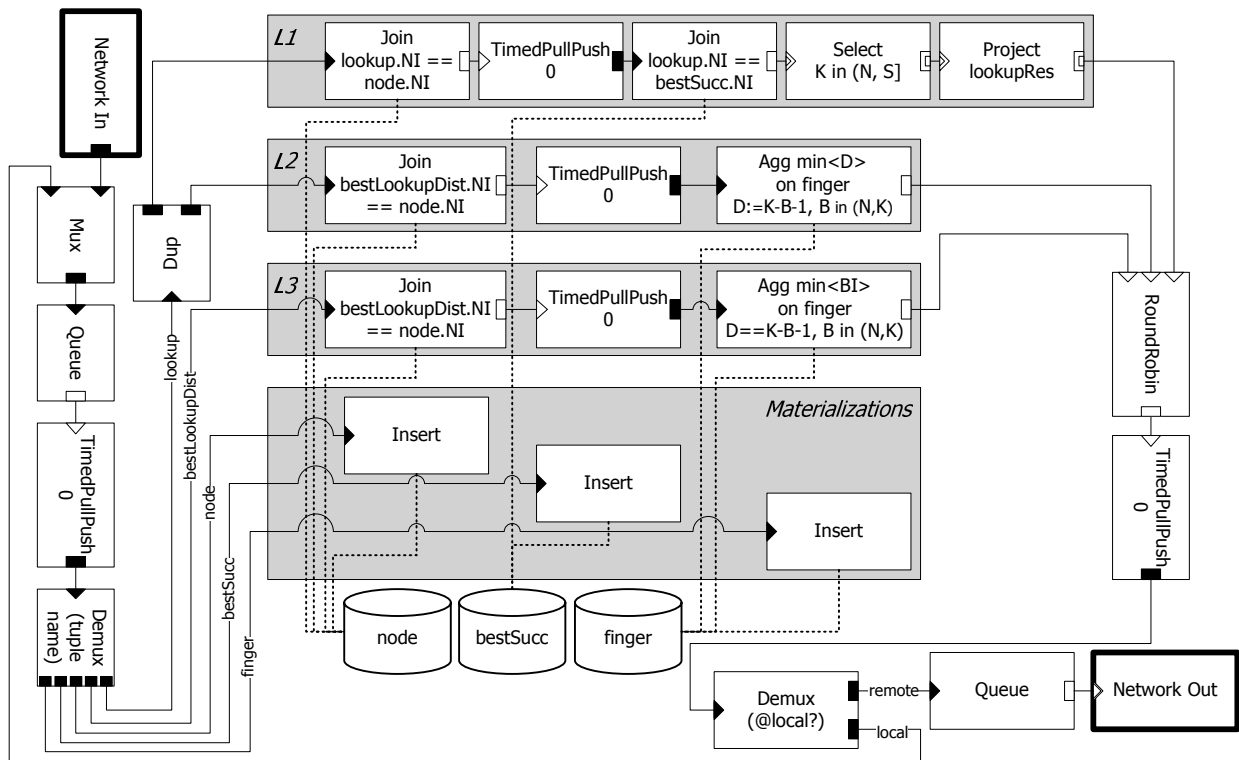 Network In
L1
Join
lookup.NI ==
node.NI
TimedPullPush
0
Join
lookup.NI ==
bestSucc.NI
Select
K in (N, S]
Project
lookupRes
L2
Join
bestLookupDist.NI
== node.NI
TimedPullPush
0
Agg min<D>
on finger
D:=K-B-1, B in (N,K)
L3
Join
bestLookupDist.NI
== node.NI
TimedPullPush
0
Agg min<BI>
on finger
D==K-B-1, B in (N,K)
Mux
Dup
Queue
TimedPullPush
0
Demux
(tuple
name)
lookup
bestLookupDist
node
bestSucc
finger
Materializations
Insert
Insert
Insert
node
bestSucc
finger
RoundRobin
TimedPullPush
0
Demux
(@local?)
remote
local
Queue
Network Out